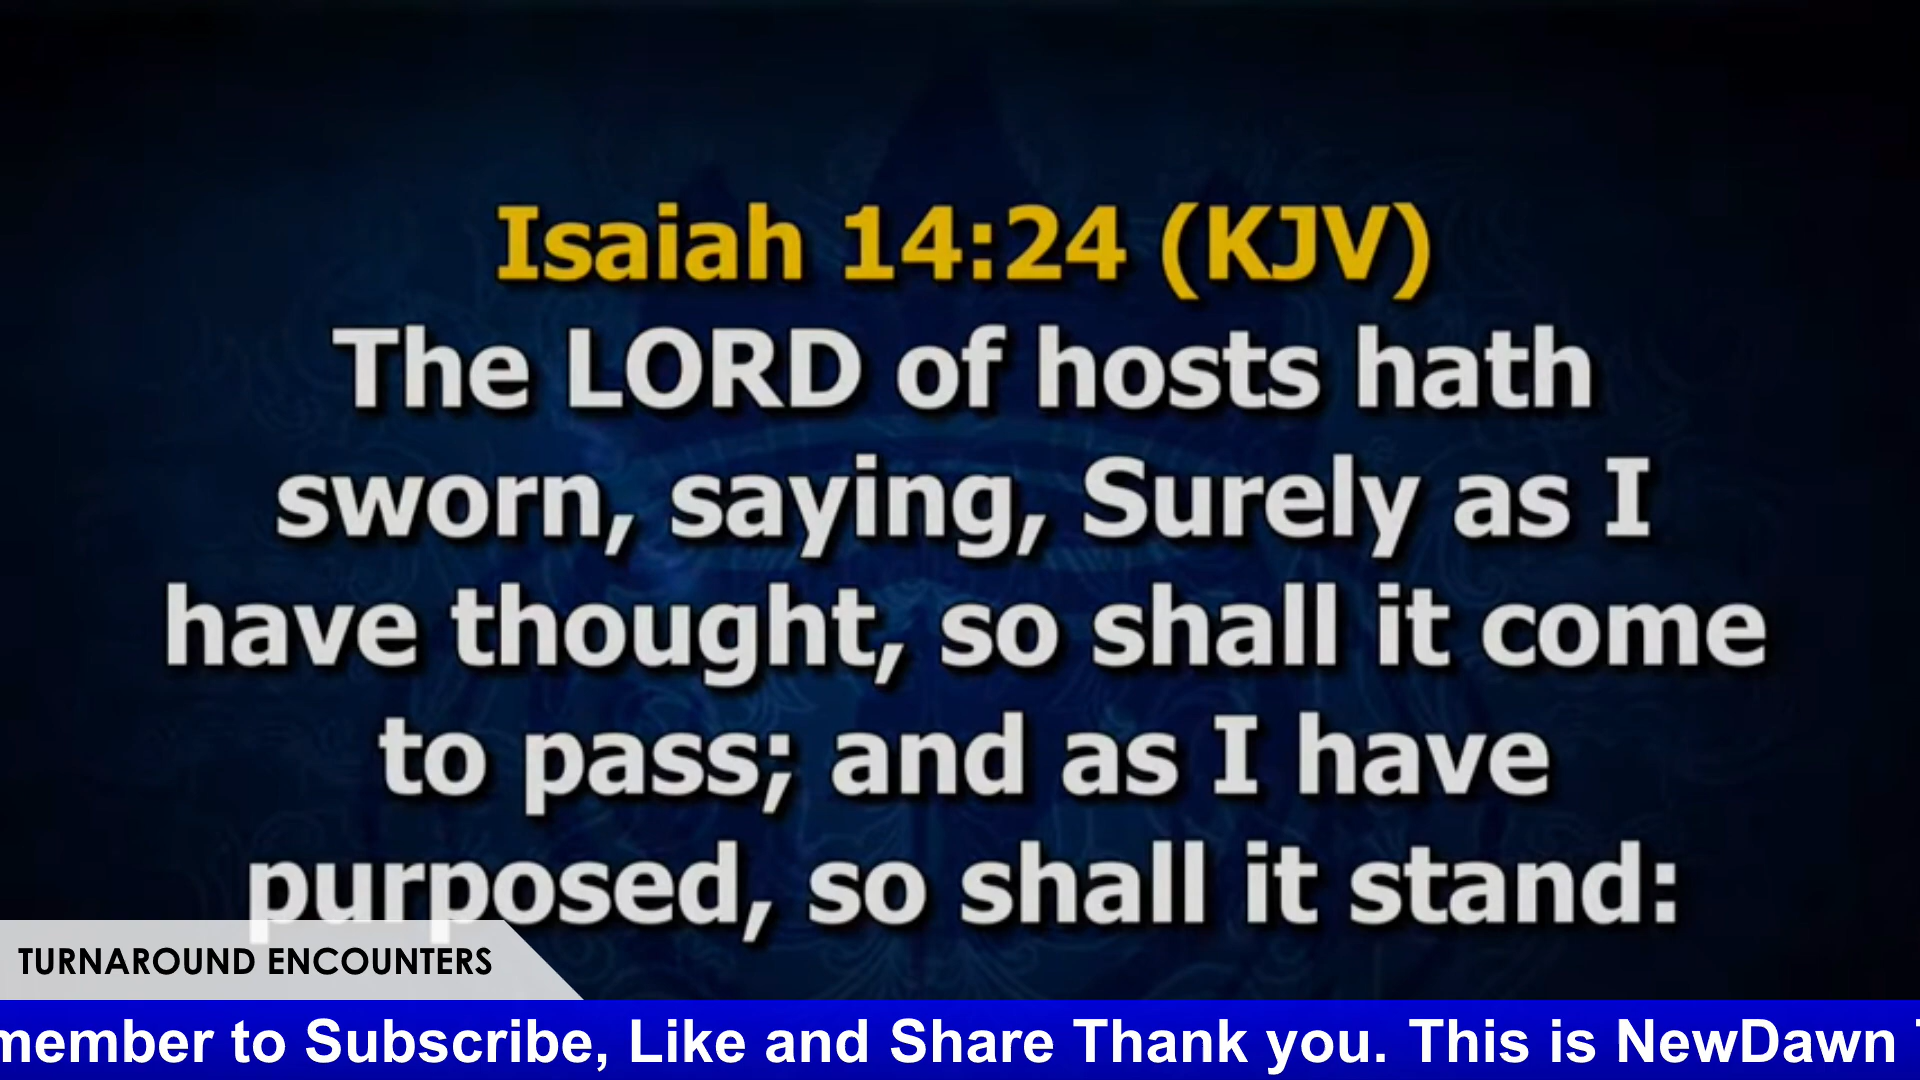 Isaiah 14:24 (KJV)
The LORD of hosts hath
sworn, saying, Surely as I
have thought, so shall it come
to pass; and as I have
purposed, so shall it stand:
TURNAROUND ENCOUNTERS
member to Subscribe, Like and Share Thank you. This is NewDawn